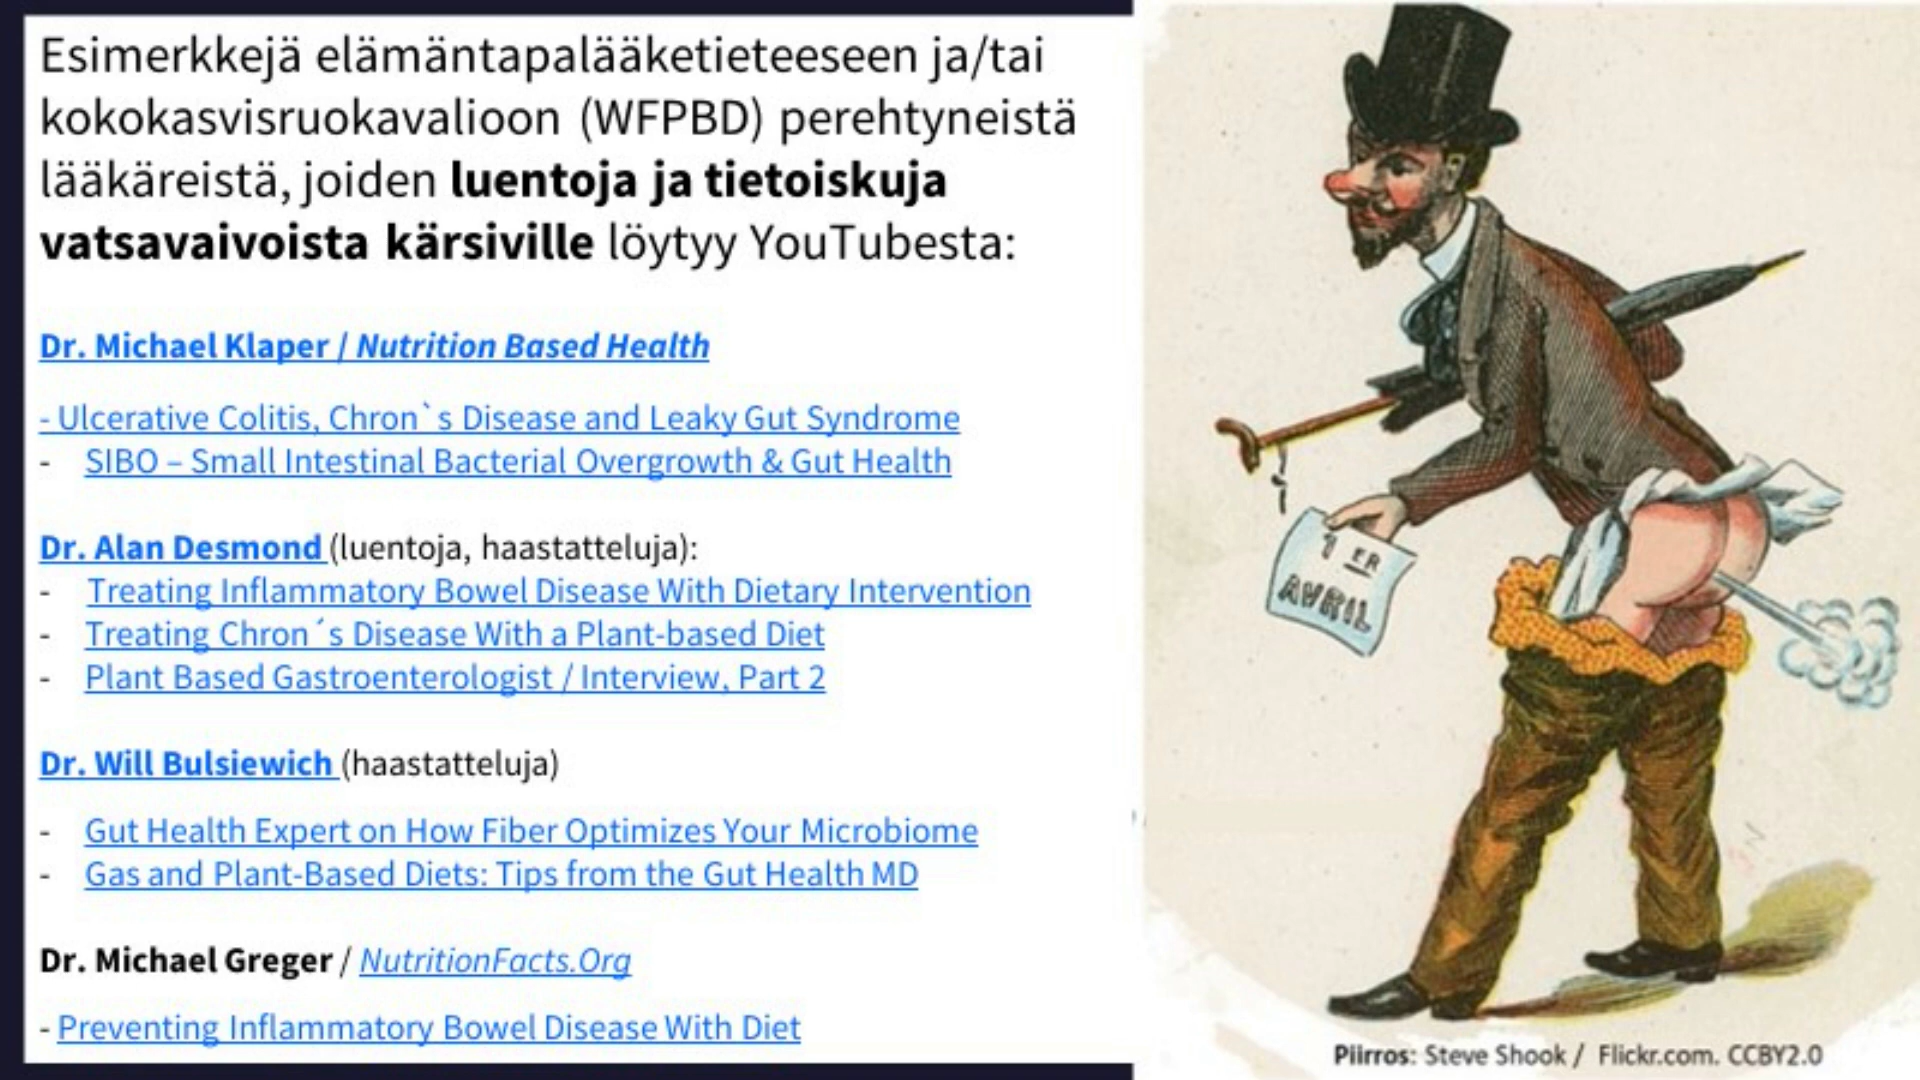 Esimerkkejä elämäntapalääketieteeseen ja/tai
kokokasvisruokavalioon (WFPBD) perehtyneistä
lääkäreistä, joiden luentoja ja tietoiskuja
vatsavaivoista kärsiville löytyy YouTubesta:
Dr. Michael Klaper / Nutrition Based Health
- Ulcerative Colitis, Chron`s Disease and Leaky Gut Syndrome
- SIBO – Small Intestinal Bacterial Overgrowth & Gut Health
Dr. Alan Desmond (luentoja, haastatteluja):
- Treating Inflammatory Bowel Disease With Dietary Intervention
- Treating Chron´s Disease With a Plant-based Diet
- Plant Based Gastroenterologist / Interview, Part 2
Dr. Will Bulsiewich (haastatteluja)
- Gut Health Expert on How Fiber Optimizes Your Microbiome
- Gas and Plant-Based Diets: Tips from the Gut Health MD
Dr. Michael Greger / NutritionFacts.Org
- Preventing Inflammatory Bowel Disease With Diet
1 ER
AVRIL
Piirros: Steve Shook / Flickr.com. CCBY2.0